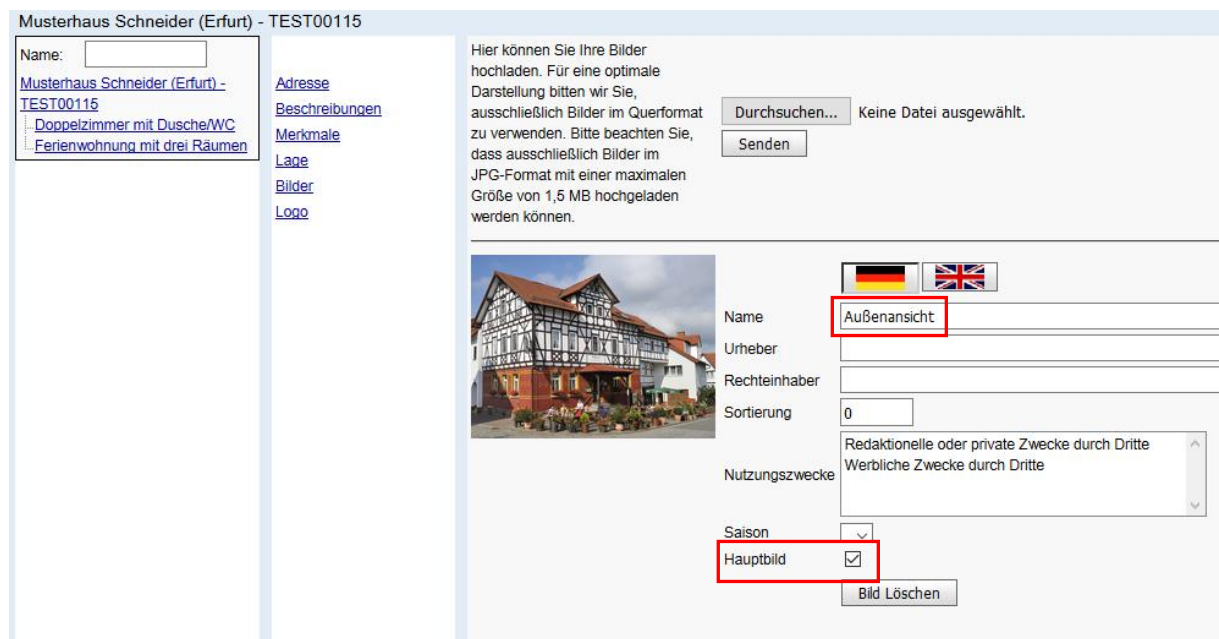 Musterhaus Schneider (Erfurt) - TEST00115
Name:
Musterhaus Schneider (Erfurt) -
TEST00115
Doppelzimmer mit Dusche/WC
Ferienwohnung mit drei Räumen
Adresse
Beschreibungen
Merkmale
Lage
Bilder
Logo
Hier können Sie Ihre Bilder
hochladen. Für eine optimale
Darstellung bitten wir Sie,
ausschließlich Bilder im Querformat
zu verwenden. Bitte beachten Sie,
dass ausschließlich Bilder im
JPG-Format mit einer maximalen
Größe von 1,5 MB hochgeladen
werden können.
Durchsuchen... Keine Datei ausgewählt.
Senden
Name Außenansicht
Urheber
Rechteinhaber
Sortierung 0
Nutzungszwecke
Redaktionelle oder private Zwecke durch Dritte
Werbliche Zwecke durch Dritte
Saison
Hauptbild
Bild Löschen